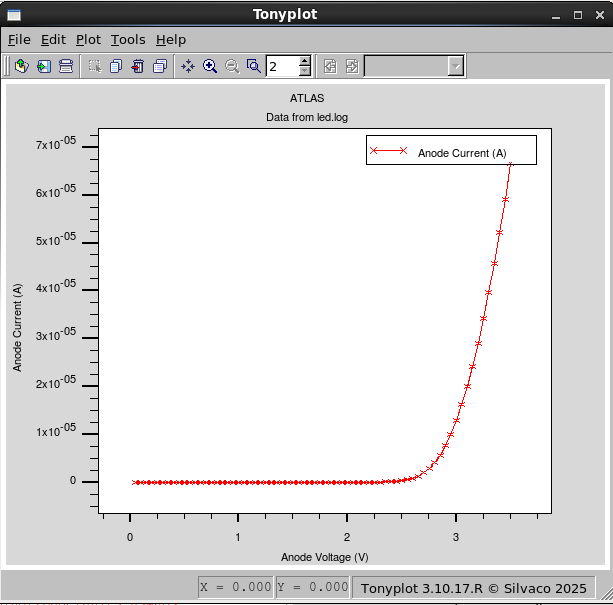 Tonyplot
File Edit Plot Tools Help
2
ATLAS
Data from led.log
Anode Current (A)
7x10-05
6x10-05
5x10-05
4x10-05
3x10-05
2x10-05
1x10-05
0
Anode Current (A)
0 1 2 3
Anode Voltage (V)
X = 0.000 Y = 0.000 Tonyplot 3.10.17.R © Silvaco 2025